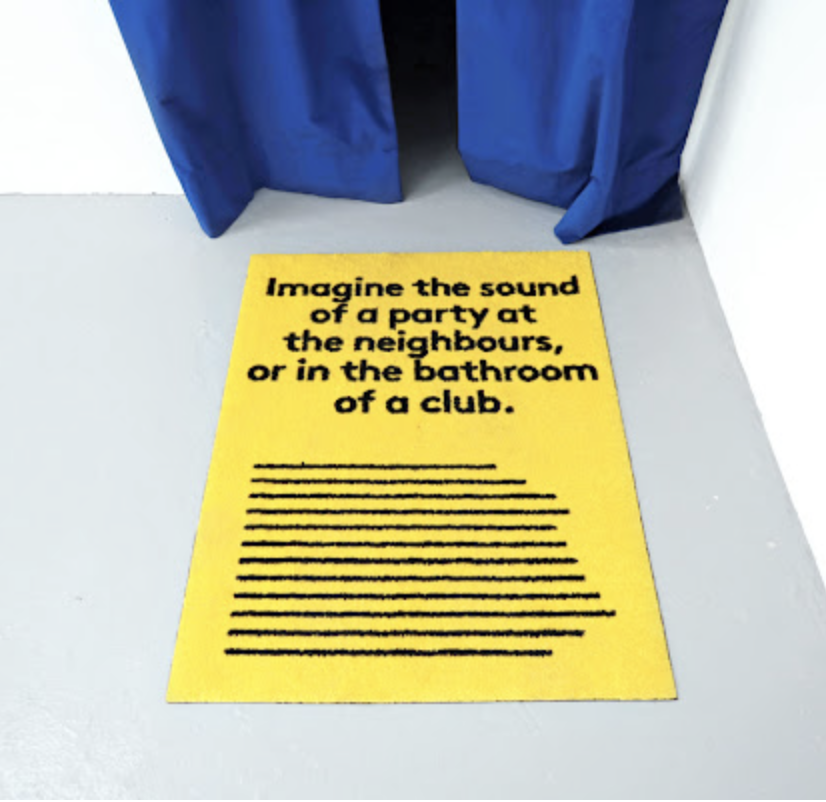 Imagine the sound
of a party at
the neighbours,
or in the bathroom
of a club.